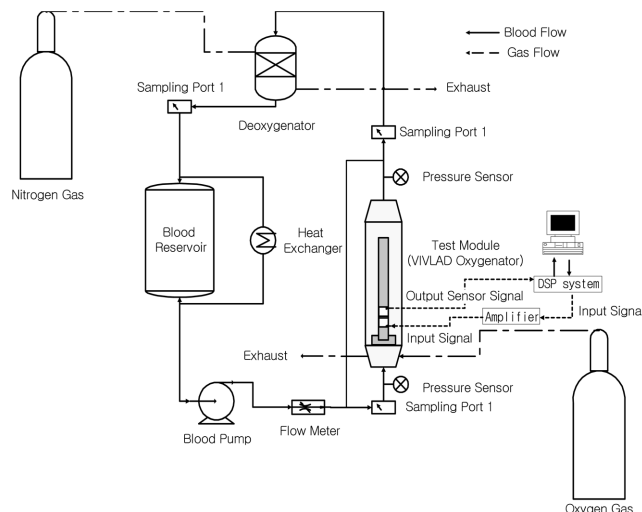 Blood Flow
Gas Flow
Sampling Port 1
Exhaust
Deoxygenator
Sampling Port 1
Nitrogen Gas
Pressure Sensor
Blood
Reservoir
Heat
Exchanger
Test Module
(VIVLAD Oxygenator)
DSP system
Output Sensor Signal
Amplifier
Input Signal
Input Signal
Exhaust
Pressure Sensor
Sampling Port 1
Blood Pump
Flow Meter
Oxygen Gas